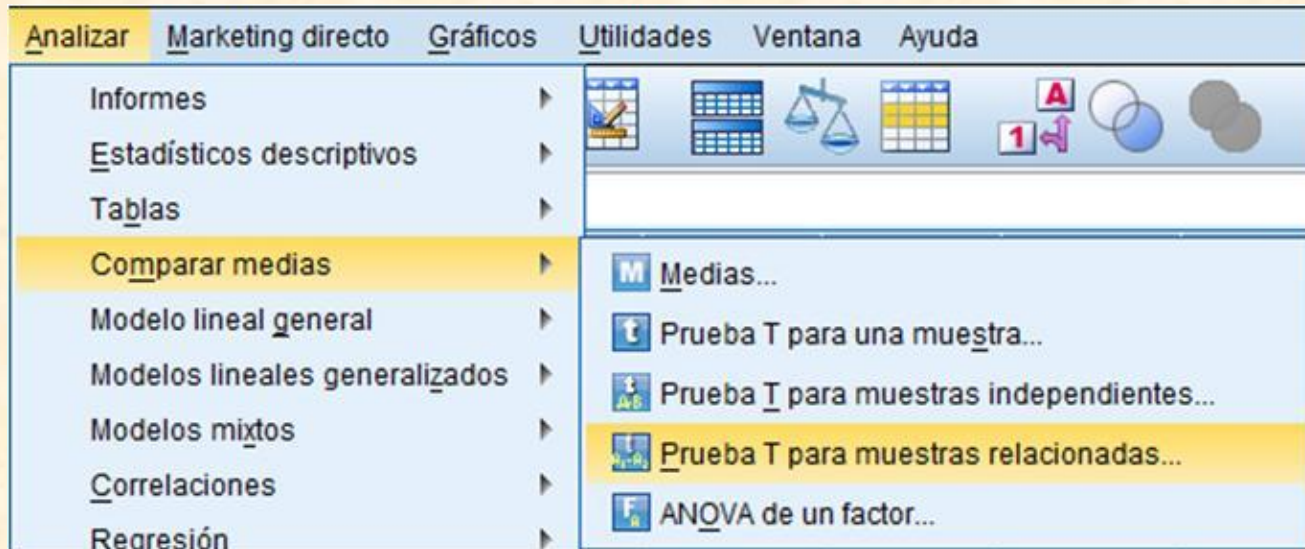 Analizar Marketing directo Gráficos Utilidades Ventana Ayuda
Informes
Estadísticos descriptivos
Tablas
Comparar medias
Modelo lineal general
Modelos lineales generalizados
Modelos mixtos
Correlaciones
Regresión
A
1
M Medias...
t Prueba T para una muestra...
Prueba T para muestras independientes...
Prueba T para muestras relacionadas...
ANOVA de un factor...